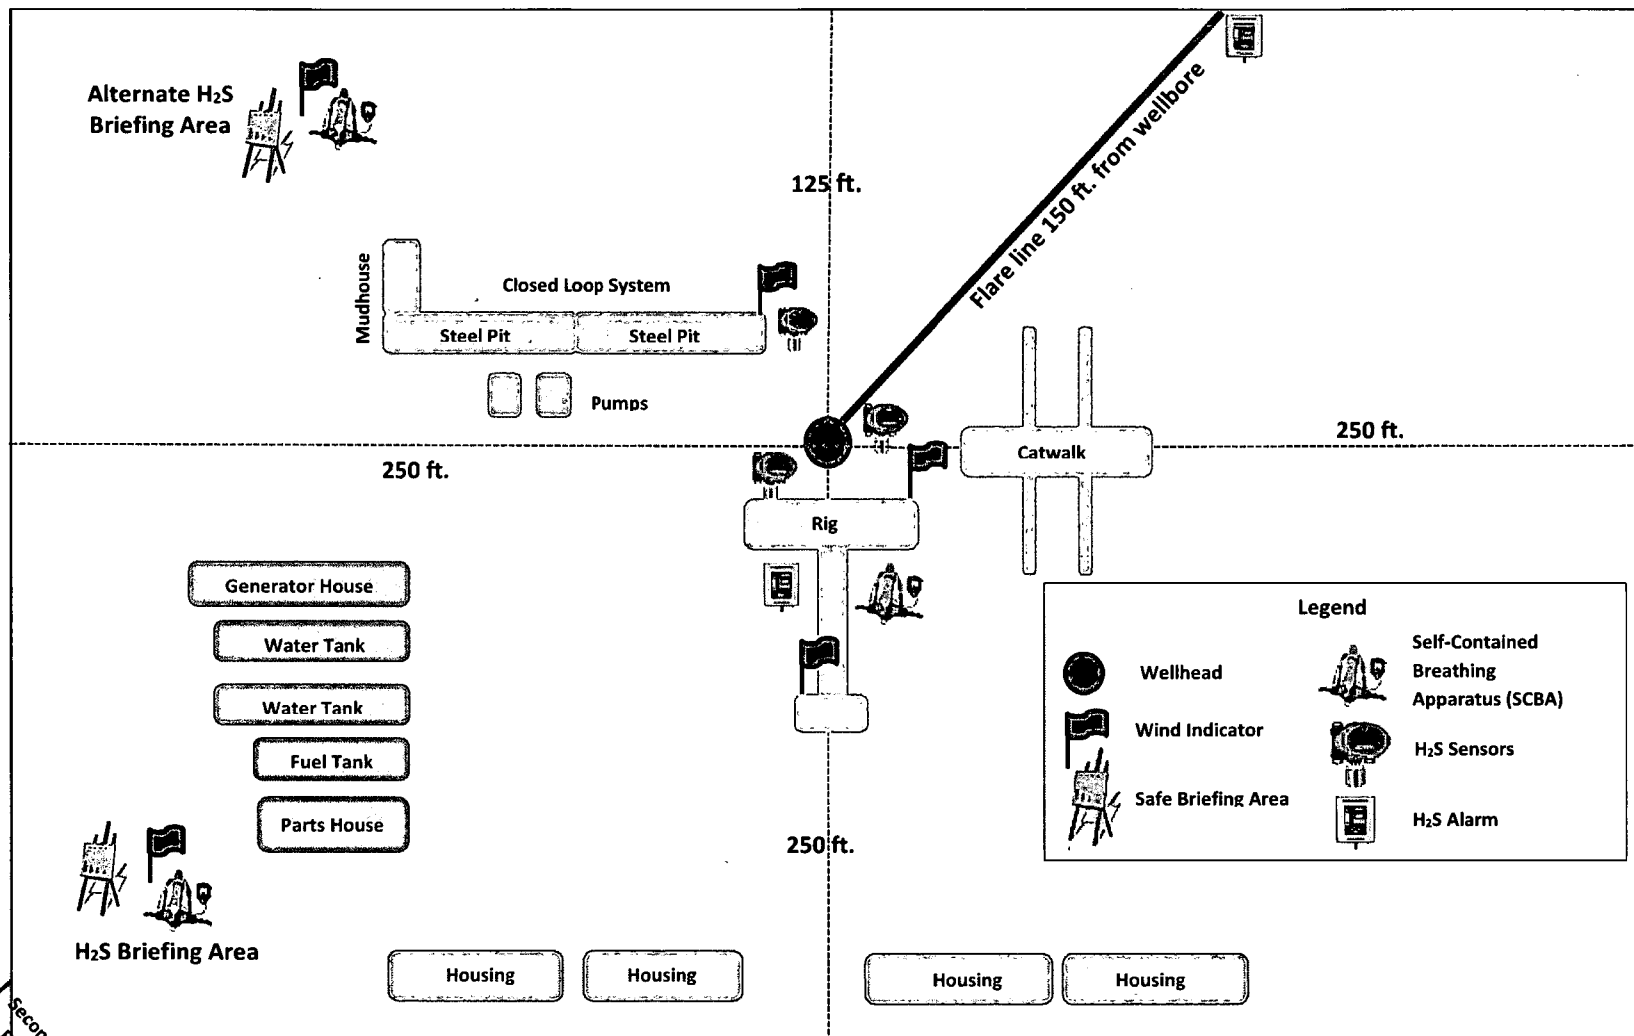 Alternate H₂S
Briefing Area
125 ft.
Flare line 150 ft. from wellbore
Mudhouse
Closed Loop System
Steel Pit
Steel Pit
Pumps
250 ft.
Catwalk
250 ft.
Rig
Generator House
Water Tank
Water Tank
Fuel Tank
Parts House
H₂S Briefing Area
250 ft.
Housing
Housing
Housing
Housing
Legend
Wellhead
Wind Indicator
Safe Briefing Area
Self-Contained
Breathing
Apparatus (SCBA)
H₂S Sensors
H₂S Alarm